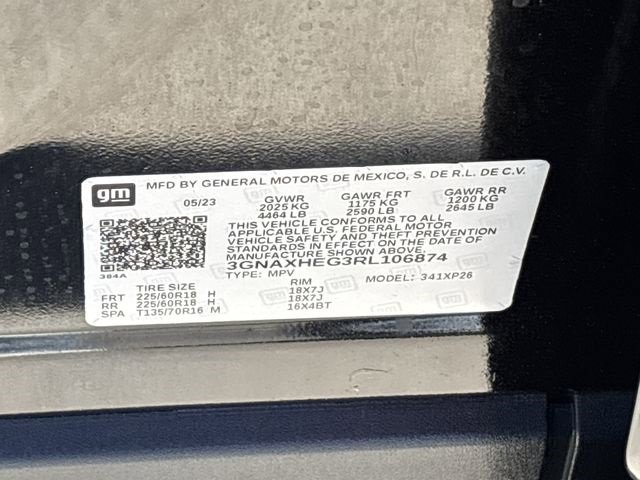 gm
MFD BY GENERAL MOTORS DE MEXICO, S. DE R.L. DE C.V.
05/23 GVWR GAWR FRT GAWR RR
2025 KG 1175 KG 1200 KG
4464 LB 2590 LB 2645 LB
THIS VEHICLE CONFORMS TO ALL
APPLICABLE U.S. FEDERAL MOTOR
VEHICLE SAFETY AND THEFT PREVENTION
STANDARDS IN EFFECT ON THE DATE OF
MANUFACTURE SHOWN ABOVE.
3GNAXHEG3RL106874
384A TYPE: MPV MODEL: 341XP26
TIRE SIZE RIM
FRT 225/60R18 H 18X7J
RR 225/60R18 H 18X7J
SPA T135/70R16 M 16X4BT